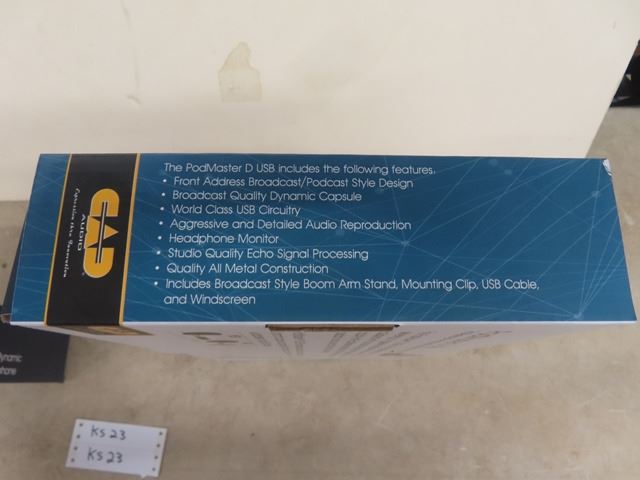 The PodMaster D USB includes the following features.
• Front Address Broadcast/Podcast Style Design
• Broadcast Quality Dynamic Capsule
• World Class USB Circuitry
• Aggressive and Detailed Audio Reproduction
• Headphone Monitor
• Studio Quality Echo Signal Processing
• Quality All Metal Construction
• Includes Broadcast Style Boom Arm Stand, Mounting Clip, USB Cable,
and Windscreen
CAD
AUDIO
KS 23
KS 23